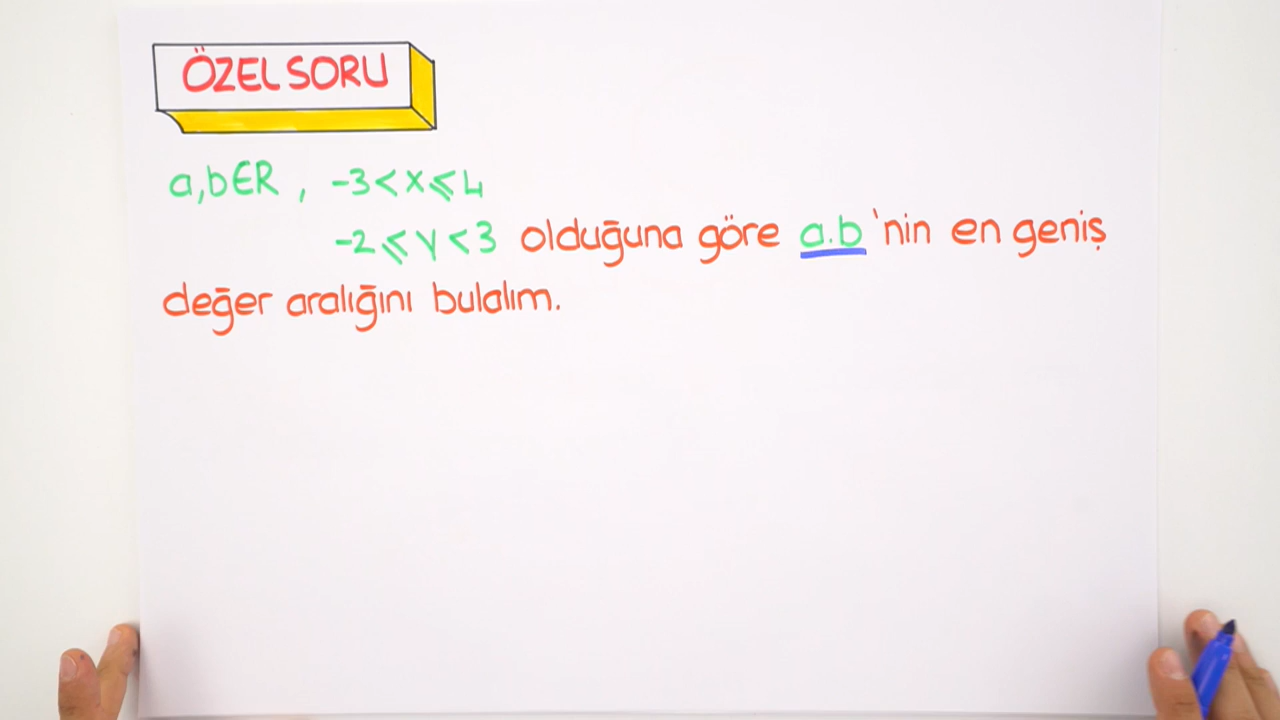 ÖZEL SORU
a,b∈R , -3<x≤4
-2≤y<3 olduğuna göre a.b 'nin en geniş
değer aralığını bulalım.